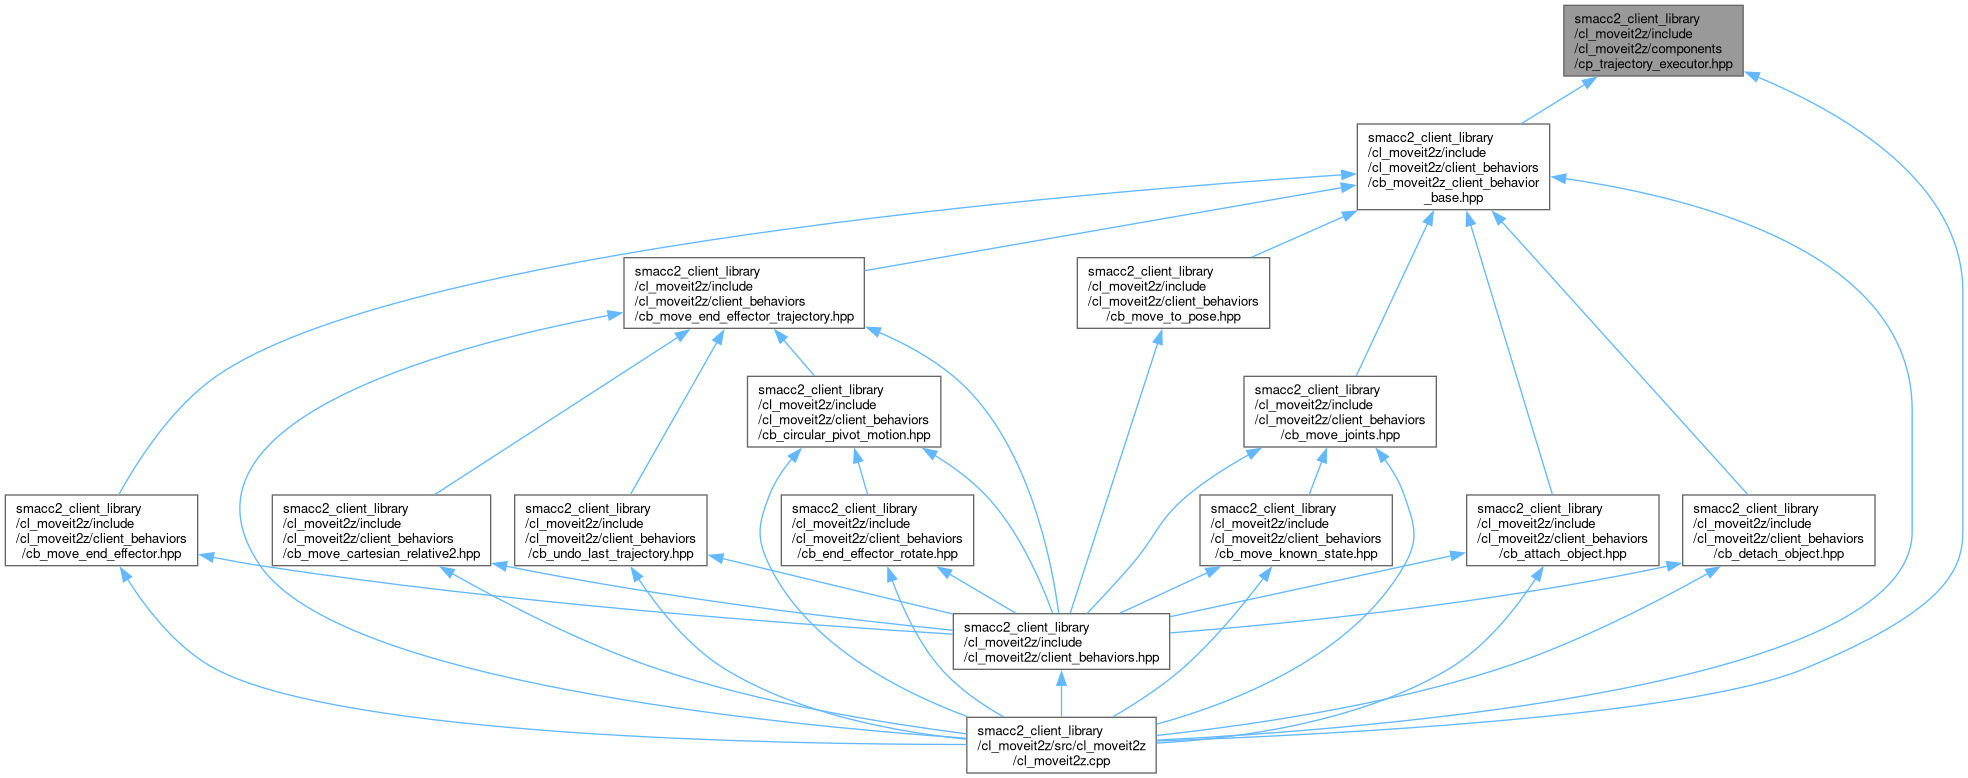 smacc2_client_library
/cl_moveit2z/include
/cl_moveit2z/components
/cp_trajectory_executor.hpp
smacc2_client_library
/cl_moveit2z/include
/cl_moveit2z/client_behaviors
/cb_moveit2z_client_behavior
_base.hpp
smacc2_client_library
/cl_moveit2z/include
/cl_moveit2z/client_behaviors
/cb_move_end_effector_trajectory.hpp
smacc2_client_library
/cl_moveit2z/include
/cl_moveit2z/client_behaviors
/cb_move_to_pose.hpp
smacc2_client_library
/cl_moveit2z/include
/cl_moveit2z/client_behaviors
/cb_circular_pivot_motion.hpp
smacc2_client_library
/cl_moveit2z/include
/cl_moveit2z/client_behaviors
/cb_move_joints.hpp
smacc2_client_library
/cl_moveit2z/include
/cl_moveit2z/client_behaviors
/cb_move_end_effector.hpp
smacc2_client_library
/cl_moveit2z/include
/cl_moveit2z/client_behaviors
/cb_move_cartesian_relative2.hpp
smacc2_client_library
/cl_moveit2z/include
/cl_moveit2z/client_behaviors
/cb_undo_last_trajectory.hpp
smacc2_client_library
/cl_moveit2z/include
/cl_moveit2z/client_behaviors
/cb_end_effector_rotate.hpp
smacc2_client_library
/cl_moveit2z/include
/cl_moveit2z/client_behaviors
/cb_move_known_state.hpp
smacc2_client_library
/cl_moveit2z/include
/cl_moveit2z/client_behaviors
/cb_attach_object.hpp
smacc2_client_library
/cl_moveit2z/include
/cl_moveit2z/client_behaviors
/cb_detach_object.hpp
smacc2_client_library
/cl_moveit2z/include
/cl_moveit2z/client_behaviors.hpp
smacc2_client_library
/cl_moveit2z/src/cl_moveit2z
/cl_moveit2z.cpp